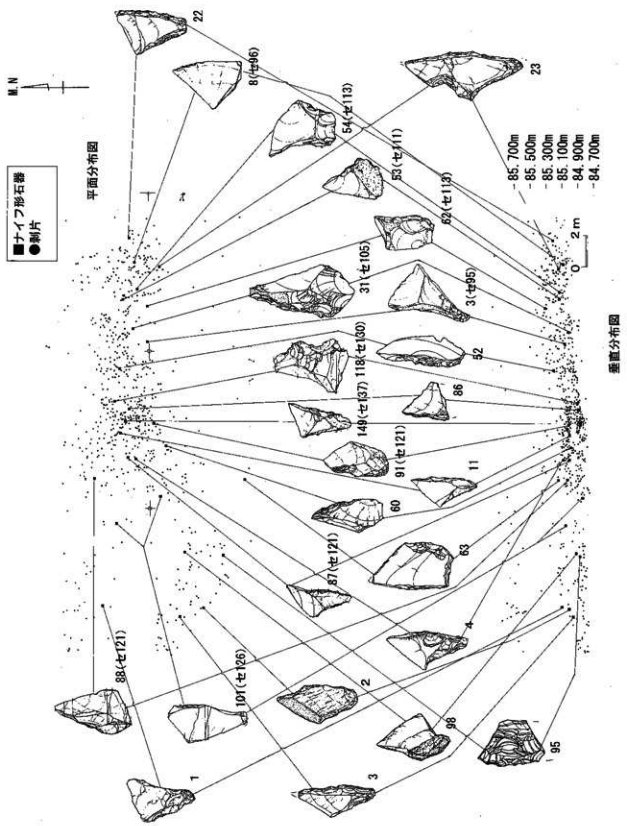 M.N
■ナイフ形石器
●剥片
平面分布図
22
8(セ96)
54(セ113)
53(セ111)
62(セ113)
23
31(セ105)
3(セ95)
118(セ130)
52
149(セ137)
86
91(セ121)
11
60
87(セ121)
63
4
88(セ121)
101(セ126)
2
98
1
3
95
-85.700m
-85.500m
-85.300m
-85.100m
-84.900m
-84.700m
0 2m
垂直分布図